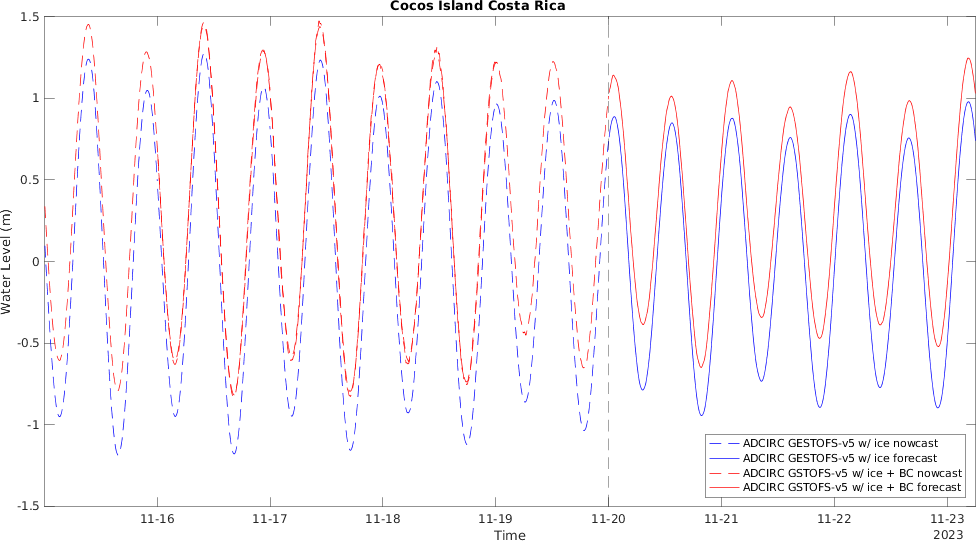 Cocos Island Costa Rica
1.5
1
0.5
0
-0.5
-1
-1.5
Water Level (m)
ADCIRC GESTOFS-v5 w/ ice nowcast
ADCIRC GESTOFS-v5 w/ ice forecast
ADCIRC GSTOFS-v5 w/ ice + BC nowcast
ADCIRC GSTOFS-v5 w/ ice + BC forecast
11-16 11-17 11-18 11-19 11-20 11-21 11-22 11-23
Time
2023